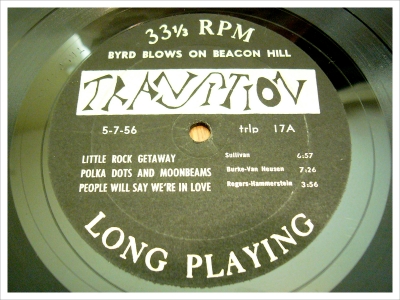 33⅓ RPM
BYRD BLOWS ON BEACON HILL
TRANSITION
5-7-56 trlp 17A
LITTLE ROCK GETAWAY Sullivan 6:57
POLKA DOTS AND MOONBEAMS Burke-Van Heusen 7:26
PEOPLE WILL SAY WE'RE IN LOVE Rogers-Hammerstein 3:56
LONG PLAYING